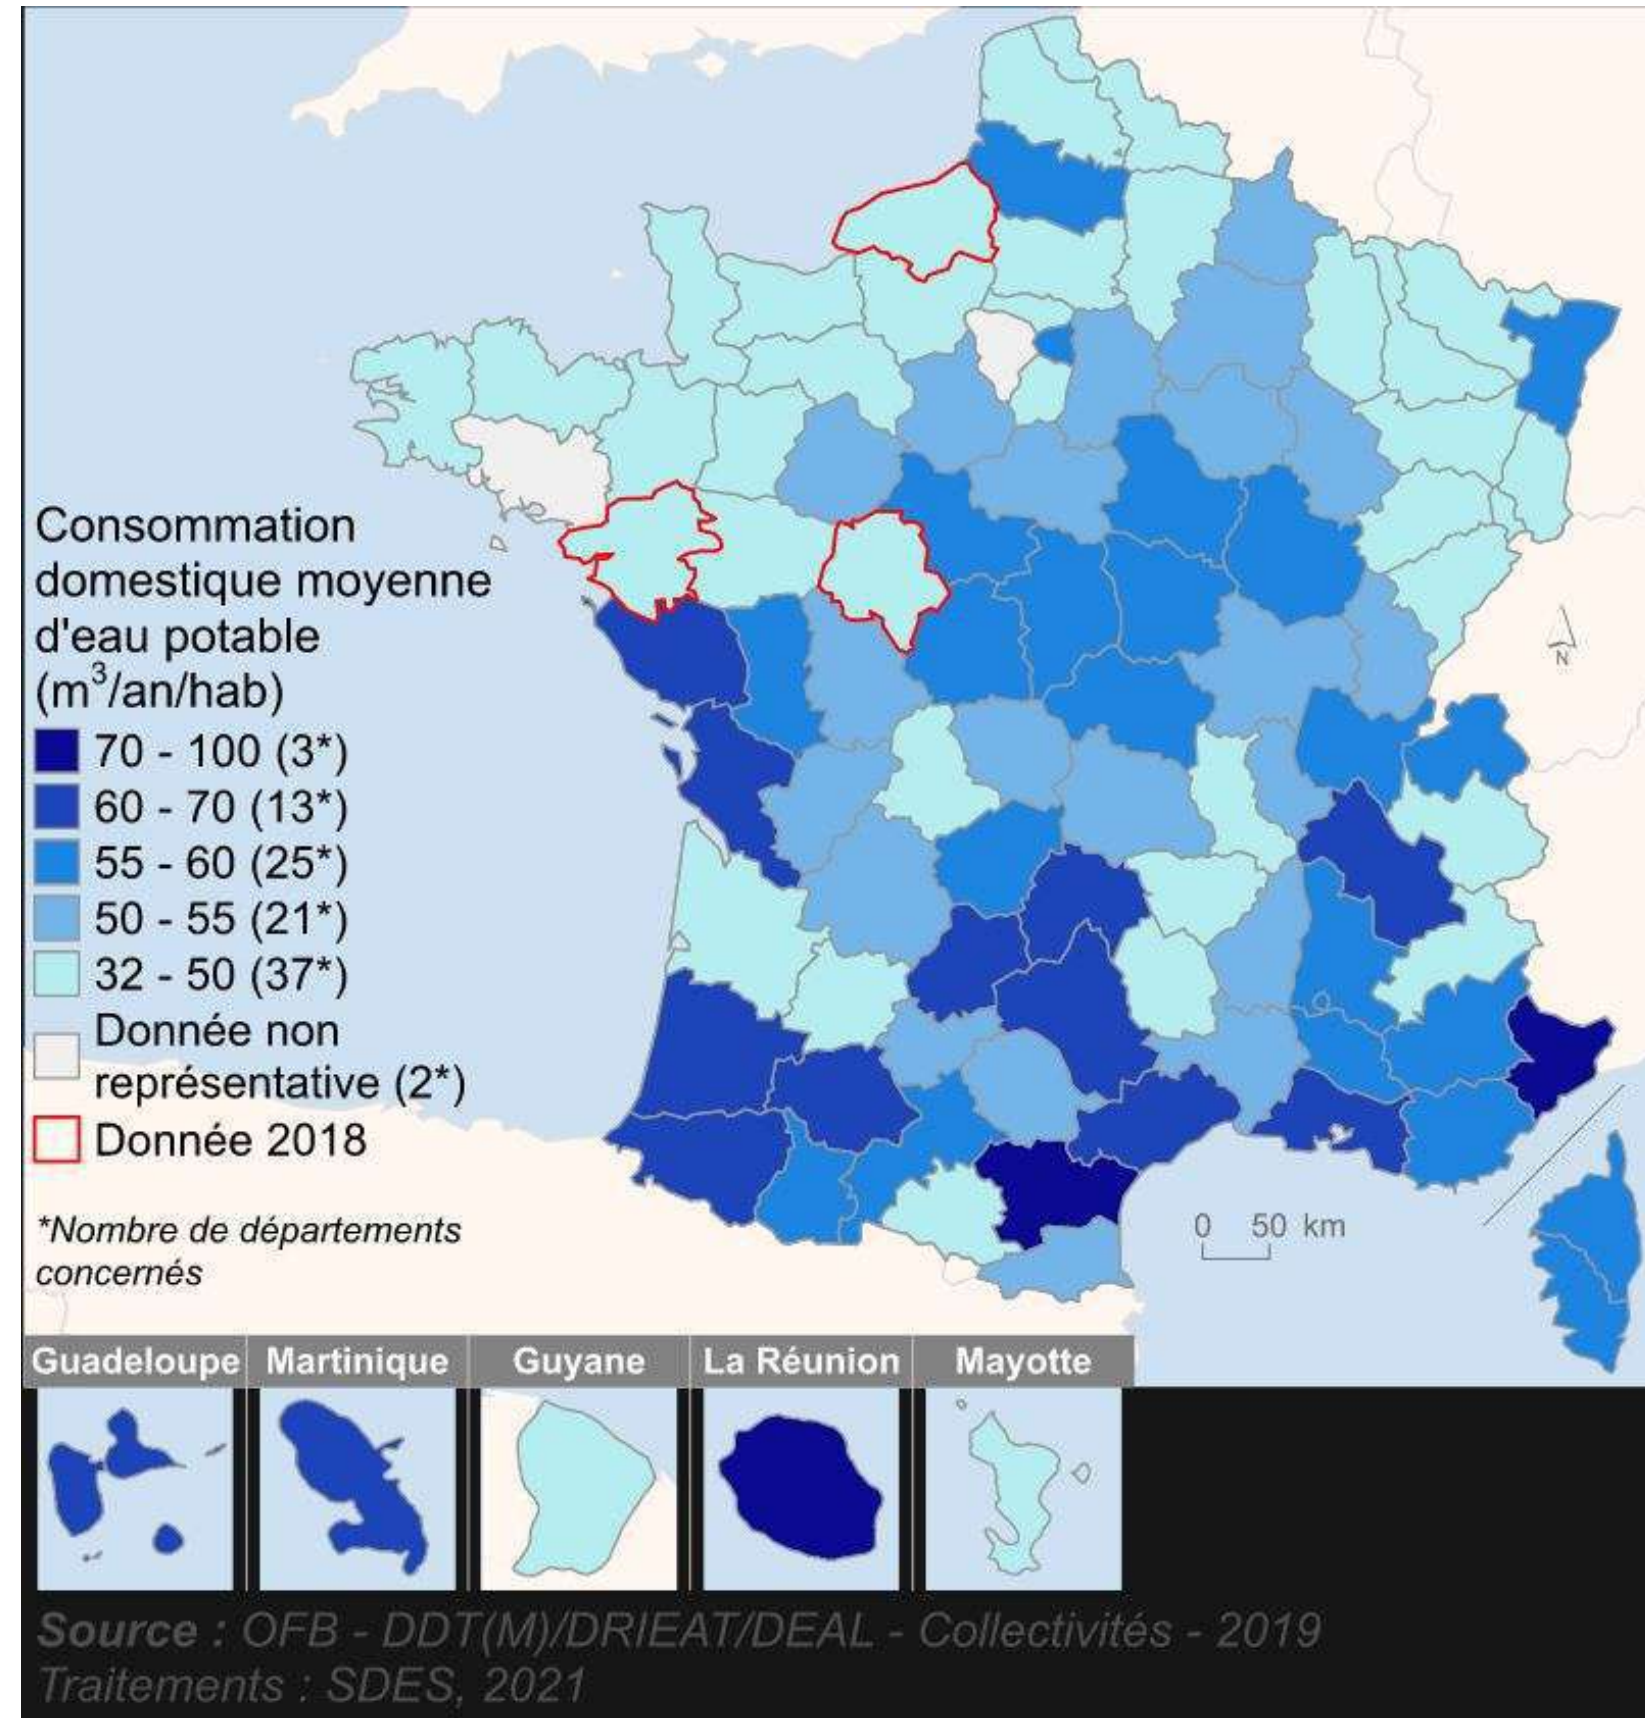 Consommation
domestique moyenne
d'eau potable
(m³/an/hab)
70 - 100 (3*)
60 - 70 (13*)
55 - 60 (25*)
50 - 55 (21*)
32 - 50 (37*)
Donnée non
représentative (2*)
Donnée 2018
*Nombre de départements
concernés
N
0 50 km
Guadeloupe Martinique Guyane La Réunion Mayotte
Source : OFB - DDT(M)/DRIEAT/DEAL - Collectivités - 2019
Traitements : SDES, 2021